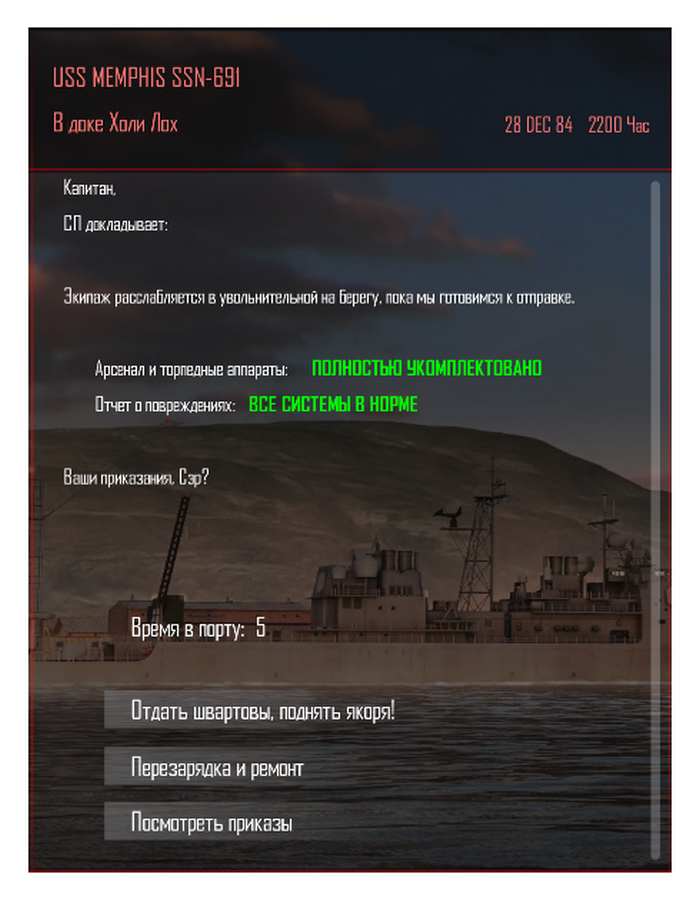 USS MEMPHIS SSN-691
В доке Холи Лох
28 DEC 84 2200 Час
Капитан,
СП докладывает:
Экипаж расслабляется в увольнительной на берегу, пока мы готовимся к отправке.
Арсенал и торпедные аппараты: ПОЛНОСТЬЮ УКОМПЛЕКТОВАНО
Отчет о повреждениях: ВСЕ СИСТЕМЫ В НОРМЕ
Ваши приказания, Сэр?
Время в порту: 5
Отдать швартовы, поднять якоря!
Перезарядка и ремонт
Посмотреть приказы